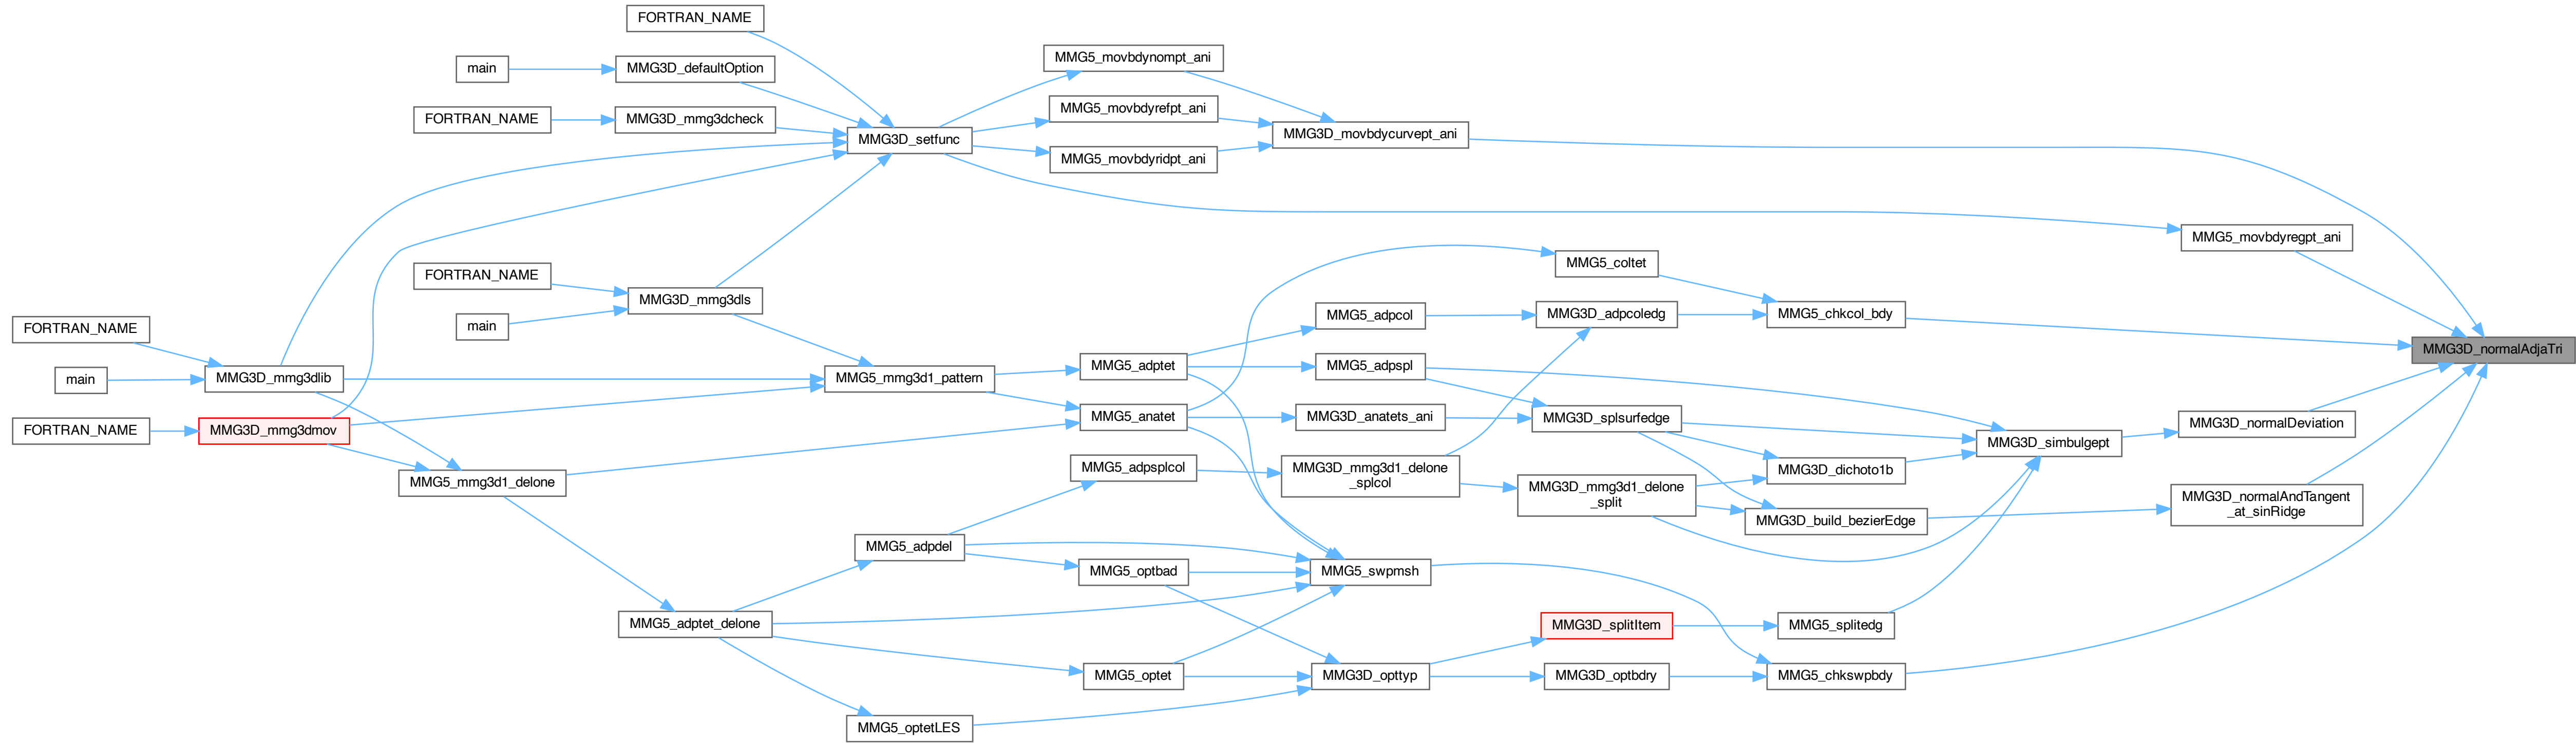 FORTRAN_NAME
main
MMG3D_defaultOption
FORTRAN_NAME
MMG3D_mmg3dcheck
MMG3D_setfunc
MMG5_movbdynompt_ani
MMG5_movbdyrefpt_ani
MMG5_movbdyridpt_ani
MMG3D_movbdycurvept_ani
MMG5_movbdyregpt_ani
FORTRAN_NAME
MMG3D_mmg3dls
main
FORTRAN_NAME
main
MMG3D_mmg3dlib
FORTRAN_NAME
MMG3D_mmg3dmov
MMG5_mmg3d1_pattern
MMG5_mmg3d1_delone
MMG5_adptet
MMG5_anatet
MMG5_coltet
MMG5_adpcol
MMG3D_adpcoledg
MMG5_chkcol_bdy
MMG3D_normalAdjaTri
MMG5_adpspl
MMG3D_anatets_ani
MMG3D_splsurfedge
MMG3D_simbulgept
MMG3D_normalDeviation
MMG5_adpsplcol
MMG3D_mmg3d1_delone
_splcol
MMG3D_mmg3d1_delone
_split
MMG3D_dichoto1b
MMG3D_build_bezierEdge
MMG3D_normalAndTangent
_at_sinRidge
MMG5_adpdel
MMG5_optbad
MMG5_swpmsh
MMG5_adptet_delone
MMG3D_splitItem
MMG5_splitedg
MMG5_optet
MMG3D_opttyp
MMG3D_optbdry
MMG5_chkswpbdy
MMG5_optetLES